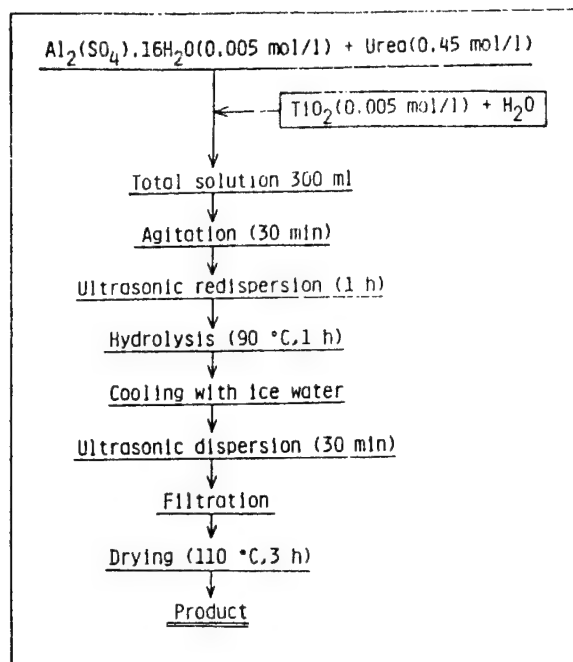 Al2(SO4).16H2O(0.005 mol/l) + Urea(0.45 mol/l)
TiO2(0.005 mol/l) + H2O
Total solution 300 ml
Agitation (30 min)
Ultrasonic redispersion (1 h)
Hydrolysis (90 °C,1 h)
Cooling with ice water
Ultrasonic dispersion (30 min)
Filtration
Drying (110 °C,3 h)
Product